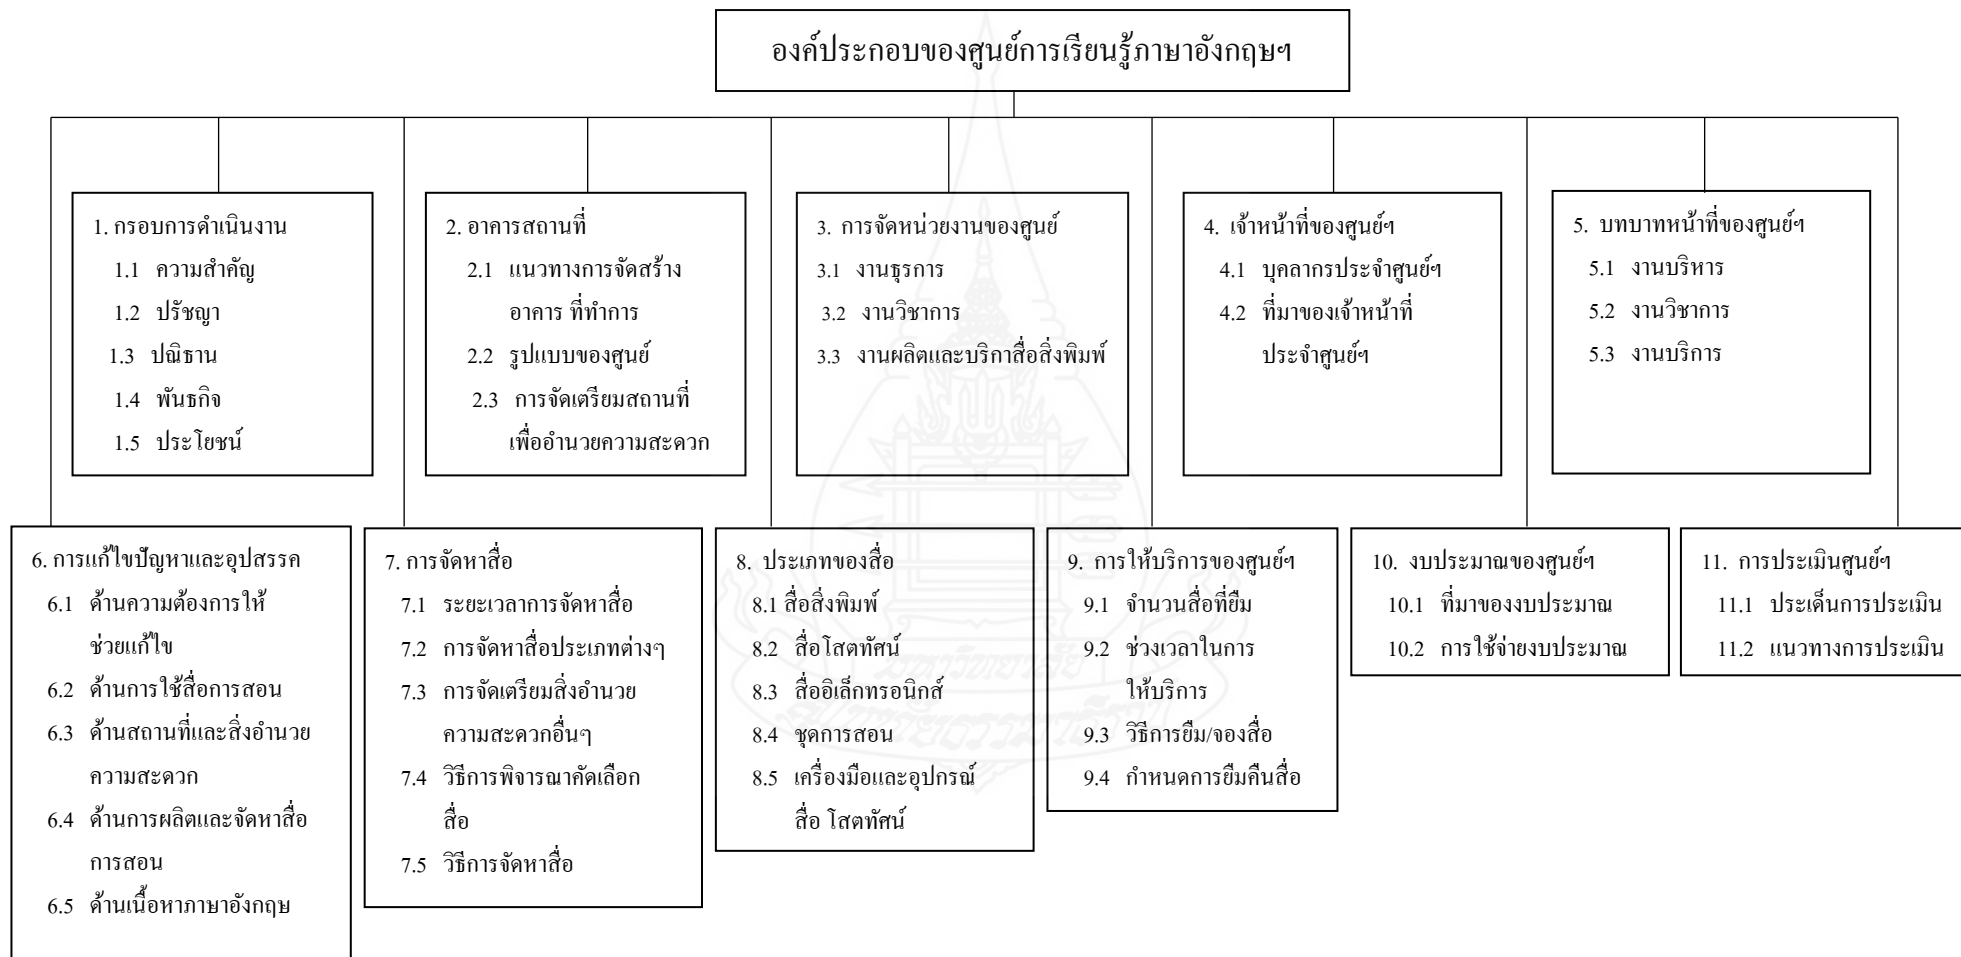 องค์ประกอบของศูนย์การเรียนรู้ภาษาอังกฤษฯ
1. กรอบการดำเนินงาน
1.1 ความสำคัญ
1.2 ปรัชญา
1.3 ปณิธาน
1.4 พันธกิจ
1.5 ประโยชน์
2. อาคารสถานที่
2.1 แนวทางการจัดสร้าง
อาคาร ที่ทำการ
2.2 รูปแบบของศูนย์
2.3 การจัดเตรียมสถานที่
เพื่ออำนวยความสะดวก
3. การจัดหน่วยงานของศูนย์
3.1 งานธุรการ
3.2 งานวิชาการ
3.3 งานผลิตและบริกาสื่อสิ่งพิมพ์
4. เจ้าหน้าที่ของศูนย์ฯ
4.1 บุคลากรประจำศูนย์ฯ
4.2 ที่มาของเจ้าหน้าที่
ประจำศูนย์ฯ
5. บทบาทหน้าที่ของศูนย์ฯ
5.1 งานบริหาร
5.2 งานวิชาการ
5.3 งานบริการ
6. การแก้ไขปัญหาและอุปสรรค
6.1 ด้านความต้องการให้
ช่วยแก้ไข
6.2 ด้านการใช้สื่อการสอน
6.3 ด้านสถานที่และสิ่งอำนวย
ความสะดวก
6.4 ด้านการผลิตและจัดหาสื่อ
การสอน
6.5 ด้านเนื้อหาภาษาอังกฤษ
7. การจัดหาสื่อ
7.1 ระยะเวลาการจัดหาสื่อ
7.2 การจัดหาสื่อประเภทต่างๆ
7.3 การจัดเตรียมสิ่งอำนวย
ความสะดวกอื่นๆ
7.4 วิธีการพิจารณาคัดเลือก
สื่อ
7.5 วิธีการจัดหาสื่อ
8. ประเภทของสื่อ
8.1 สื่อสิ่งพิมพ์
8.2 สื่อโสตทัศน์
8.3 สื่ออิเล็กทรอนิกส์
8.4 ชุดการสอน
8.5 เครื่องมือและอุปกรณ์
สื่อ โสตทัศน์
9. การให้บริการของศูนย์ฯ
9.1 จำนวนสื่อที่ยืม
9.2 ช่วงเวลาในการ
ให้บริการ
9.3 วิธีการยืม/จองสื่อ
9.4 กำหนดการยืมคืนสื่อ
10. งบประมาณของศูนย์ฯ
10.1 ที่มาของงบประมาณ
10.2 การใช้จ่ายงบประมาณ
11. การประเมินศูนย์ฯ
11.1 ประเด็นการประเมิน
11.2 แนวทางการประเมิน
มหาวิทยาลัย
สุโขทัยธรรมาธิราช